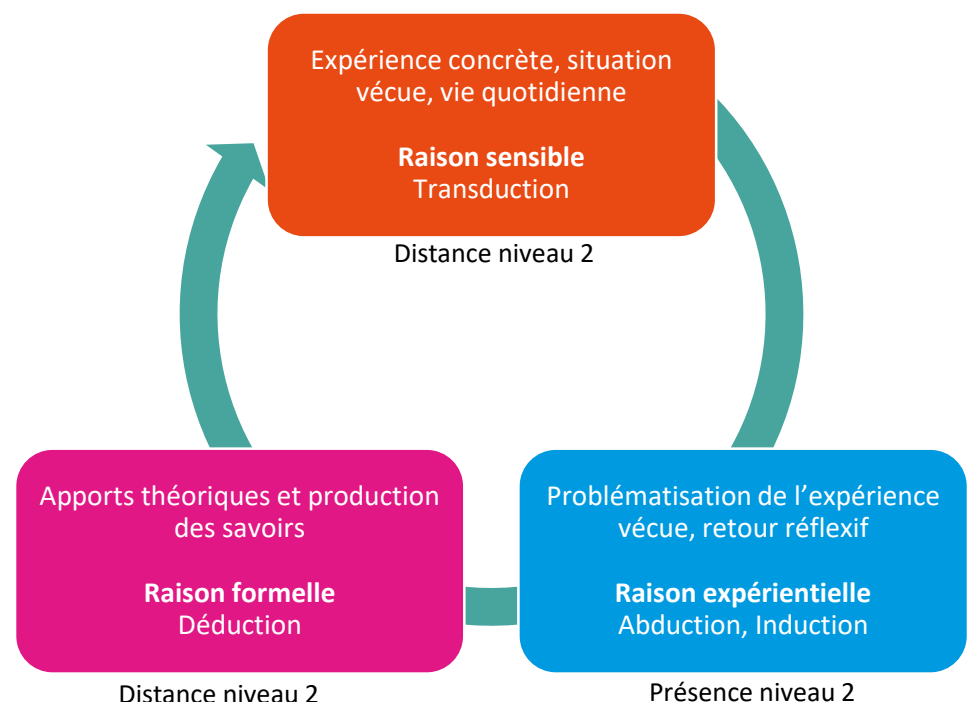 Expérience concrète, situation
vécue, vie quotidienne
Raison sensible
Transduction
Distance niveau 2
Apports théoriques et production
des savoirs
Raison formelle
Déduction
Distance niveau 2
Problématisation de l’expérience
vécue, retour réflexif
Raison expérientielle
Abduction, Induction
Présence niveau 2